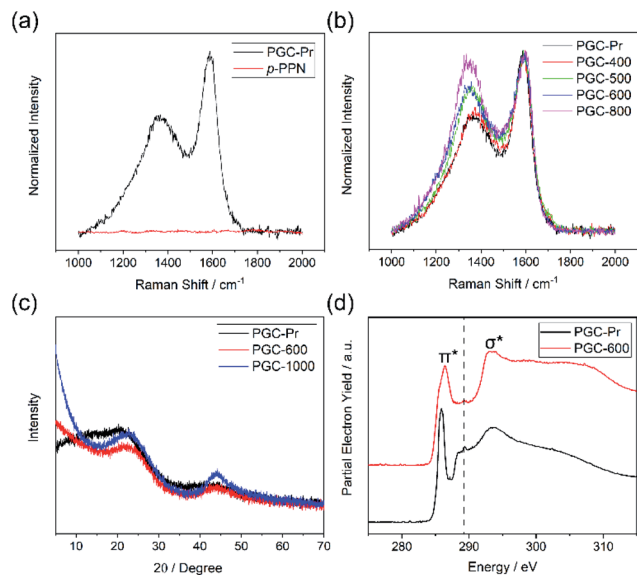 (a)
PGC-Pr
p-PPN
Normalized Intensity
1000 1200 1400 1600 1800 2000
Raman Shift / cm-1
(b)
PGC-Pr
PGC-400
PGC-500
PGC-600
PGC-800
Normalized Intensity
1000 1200 1400 1600 1800 2000
Raman Shift / cm-1
(c)
PGC-Pr
PGC-600
PGC-1000
Intensity
10 20 30 40 50 60 70
2θ / Degree
(d)
PGC-Pr
PGC-600
π*
σ*
Partial Electron Yield / a.u.
280 290 300 310
Energy / eV